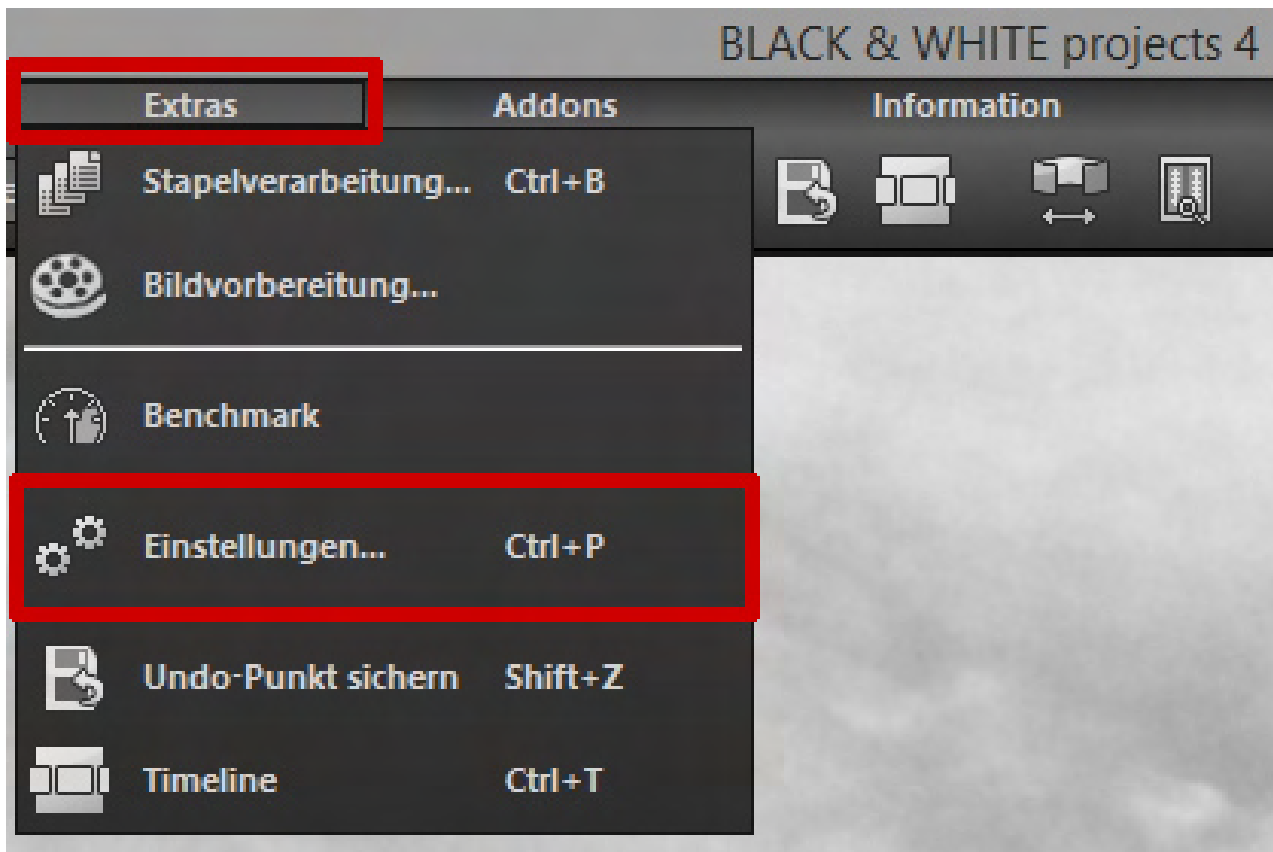 BLACK & WHITE projects 4
Extras Addons Information
Stapelverarbeitung... Ctrl+B
Bildvorbereitung...
Benchmark
Einstellungen... Ctrl+P
Undo-Punkt sichern Shift+Z
Timeline Ctrl+T